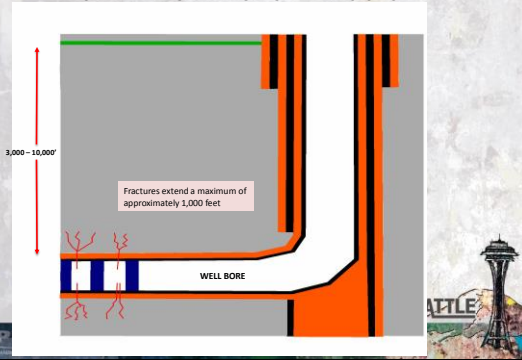 3,000 – 10,000'
Fractures extend a maximum of
approximately 1,000 feet
WELL BORE
ATTLE